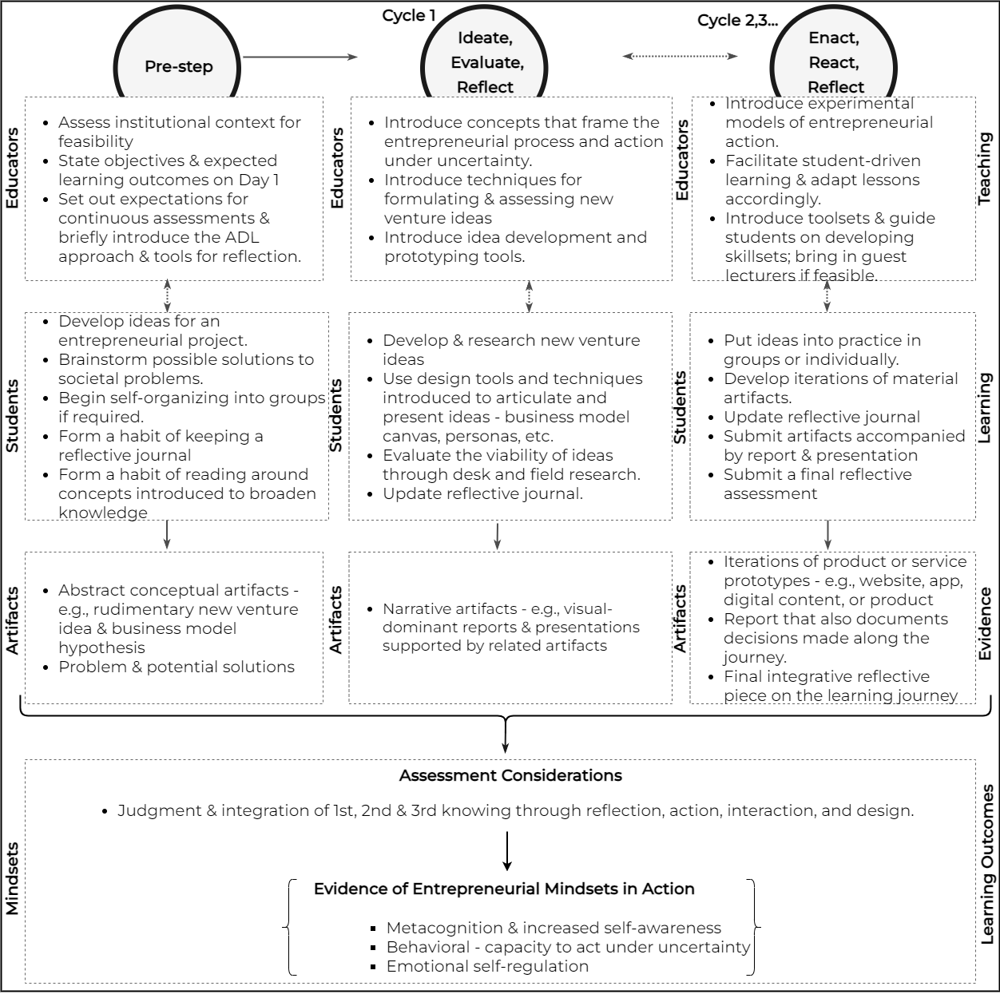 Pre-step
Cycle 1
Ideate,
Evaluate,
Reflect
Cycle 2,3...
Enact,
React,
Reflect
Educators
Assess institutional context for
feasibility
State objectives & expected
learning outcomes on Day 1
Set out expectations for
continuous assessments &
briefly introduce the ADL
approach & tools for reflection.
Educators
Introduce concepts that frame the
entrepreneurial process and action
under uncertainty.
Introduce techniques for
formulating & assessing new
venture ideas
Introduce idea development and
prototyping tools.
Educators
Introduce experimental
models of entrepreneurial
action.
Facilitate student-driven
learning & adapt lessons
accordingly.
Introduce toolsets & guide
students on developing
skillsets; bring in guest
lecturers if feasible.
Teaching
Students
Develop ideas for an
entrepreneurial project.
Brainstorm possible solutions to
societal problems.
Begin self-organizing into groups
if required.
Form a habit of keeping a
reflective journal
Form a habit of reading around
concepts introduced to broaden
knowledge
Students
Develop & research new venture
ideas
Use design tools and techniques
introduced to articulate and
present ideas - business model
canvas, personas, etc.
Evaluate the viability of ideas
through desk and field research.
Update reflective journal.
Students
Put ideas into practice in
groups or individually.
Develop iterations of material
artifacts.
Update reflective journal
Submit artifacts accompanied
by report & presentation
Submit a final reflective
assessment
Learning
Artifacts
Abstract conceptual artifacts -
e.g., rudimentary new venture
idea & business model
hypothesis
Problem & potential solutions
Artifacts
Narrative artifacts - e.g., visual-
dominant reports & presentations
supported by related artifacts
Artifacts
Iterations of product or service
prototypes - e.g., website, app,
digital content, or product
Report that also documents
decisions made along the
journey.
Final integrative reflective
piece on the learning journey
Evidence
Mindsets
Assessment Considerations
Judgment & integration of 1st, 2nd & 3rd knowing through reflection, action, interaction, and design.
Evidence of Entrepreneurial Mindsets in Action
Metacognition & increased self-awareness
Behavioral - capacity to act under uncertainty
Emotional self-regulation
Learning Outcomes